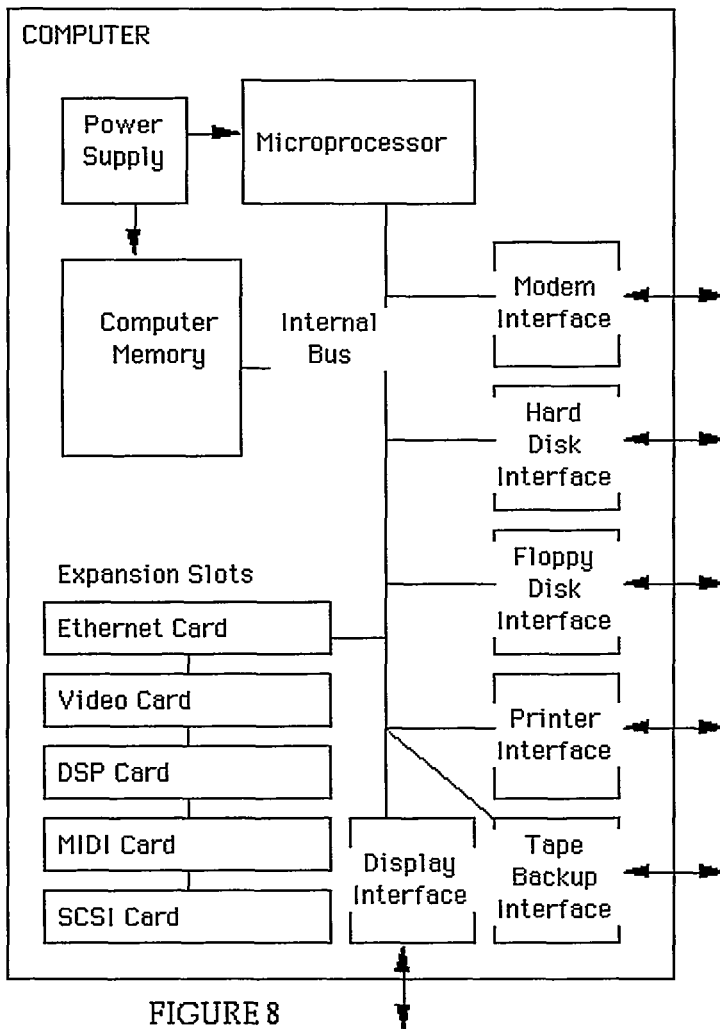 COMPUTER
Power
Supply
Microprocessor
Computer
Memory
Internal
Bus
Modem
Interface
Hard
Disk
Interface
Floppy
Disk
Interface
Expansion Slots
Ethernet Card
Video Card
DSP Card
MIDI Card
SCSI Card
Printer
Interface
Display
Interface
Tape
Backup
Interface
FIGURE 8